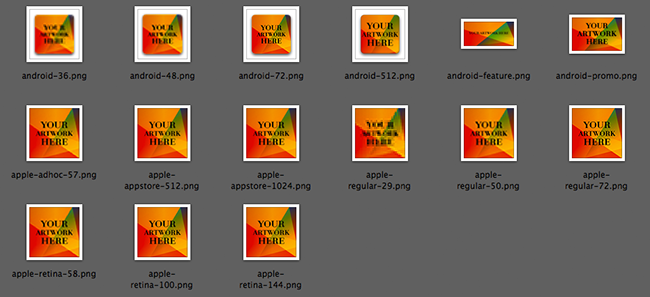 YOUR ARTWORK HERE
YOUR ARTWORK HERE
YOUR ARTWORK HERE
YOUR ARTWORK HERE
YOUR ARTWORK HERE
YOUR ARTWORK HERE
android-36.png
android-48.png
android-72.png
android-512.png
android-feature.png
android-promo.png
YOUR ARTWORK HERE
YOUR ARTWORK HERE
YOUR ARTWORK HERE
YOUR ARTWORK HERE
YOUR ARTWORK HERE
YOUR ARTWORK HERE
apple-adhoc-57.png
apple-
appstore-512.png
apple-
appstore-1024.png
apple-
regular-29.png
apple-
regular-50.png
apple-
regular-72.png
YOUR ARTWORK HERE
YOUR ARTWORK HERE
YOUR ARTWORK HERE
apple-retina-58.png
apple-
retina-100.png
apple-
retina-144.png